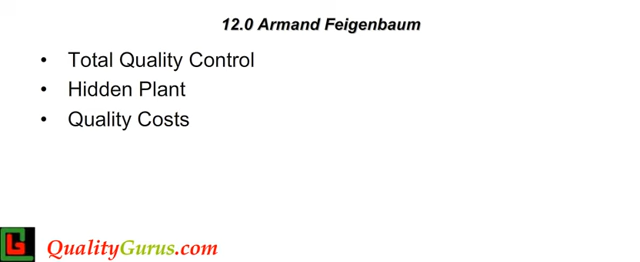 12.0 Armand Feigenbaum
• Total Quality Control
• Hidden Plant
• Quality Costs
QualityGurus.com